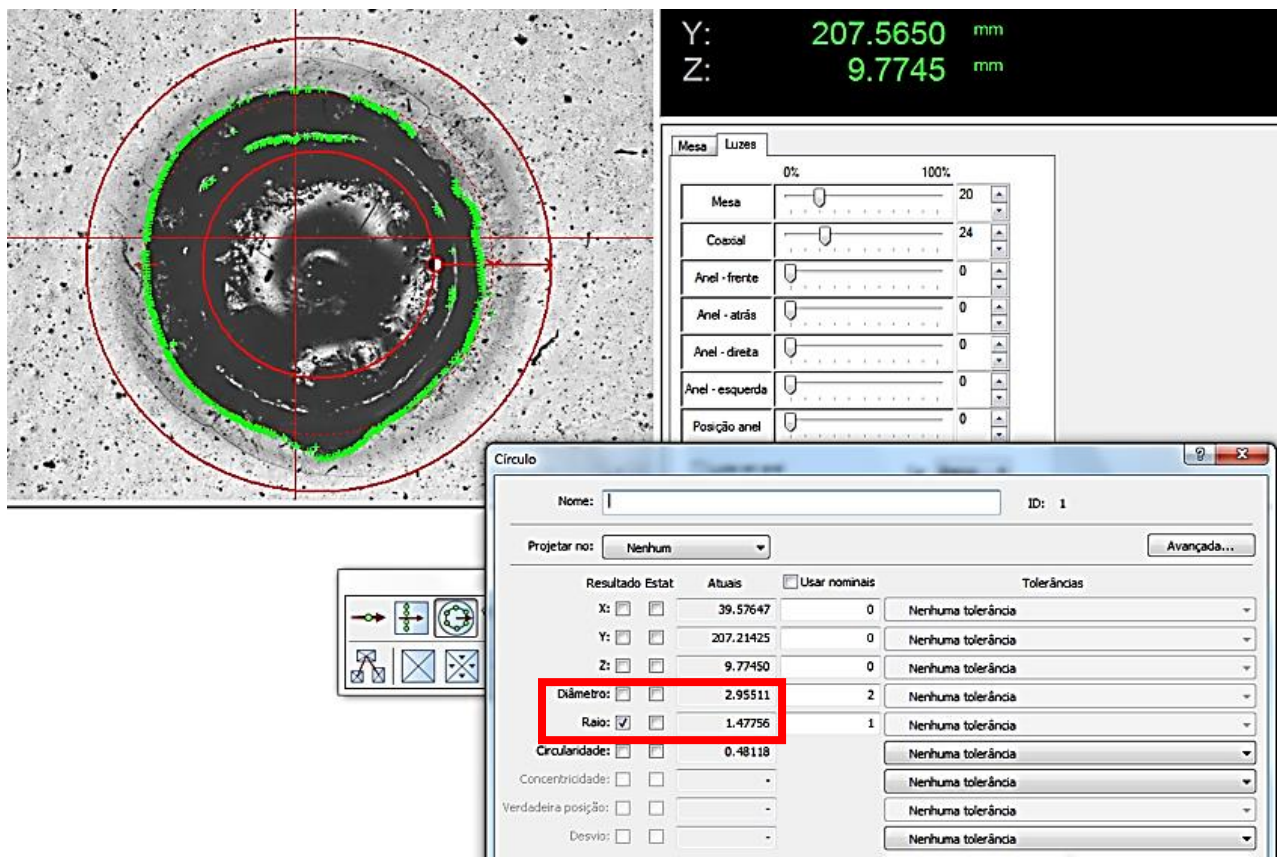 Y: 207.5650 mm
Z: 9.7745 mm
Mesa Luzes
0% 100%
Mesa 20
Coaxial 24
Anel - frente 0
Anel - atrás 0
Anel - direita 0
Anel - esquerda 0
Posição anel 0
Círculo
Nome: ID: 1
Projetar no: Nenhum Avançada...
Resultado Estat Atuais Usar nominais Tolerâncias
X: 39.57647 0 Nenhuma tolerância
Y: 207.21425 0 Nenhuma tolerância
Z: 9.77450 0 Nenhuma tolerância
Diâmetro: 2.95511 2 Nenhuma tolerância
Raio: 1.47756 1 Nenhuma tolerância
Circularidade: 0.48118 Nenhuma tolerância
Concentricidade: - Nenhuma tolerância
Verdadeira posição: - Nenhuma tolerância
Desvio: - Nenhuma tolerância